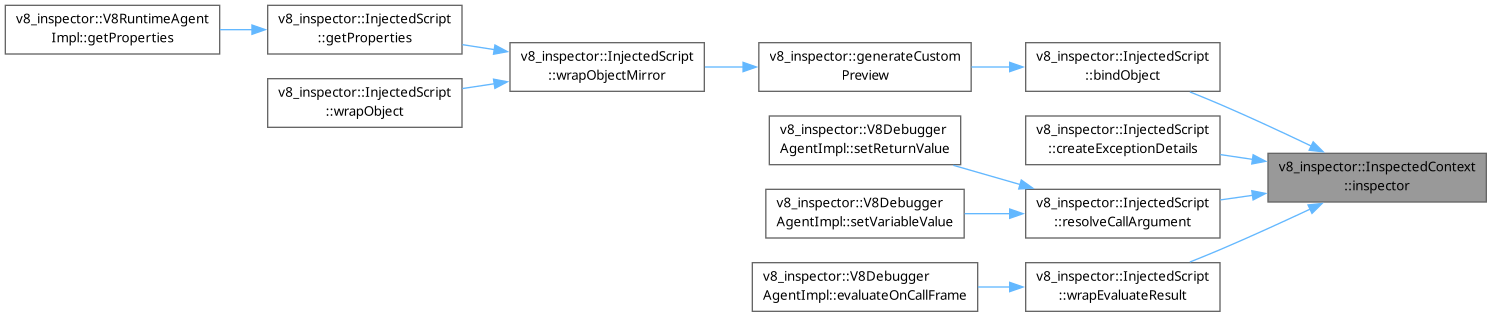 v8_inspector::V8RuntimeAgent
Impl::getProperties
v8_inspector::InjectedScript
::getProperties
v8_inspector::InjectedScript
::wrapObject
v8_inspector::InjectedScript
::wrapObjectMirror
v8_inspector::generateCustom
Preview
v8_inspector::InjectedScript
::bindObject
v8_inspector::V8Debugger
AgentImpl::setReturnValue
v8_inspector::InjectedScript
::createExceptionDetails
v8_inspector::InspectedContext
::inspector
v8_inspector::V8Debugger
AgentImpl::setVariableValue
v8_inspector::InjectedScript
::resolveCallArgument
v8_inspector::V8Debugger
AgentImpl::evaluateOnCallFrame
v8_inspector::InjectedScript
::wrapEvaluateResult